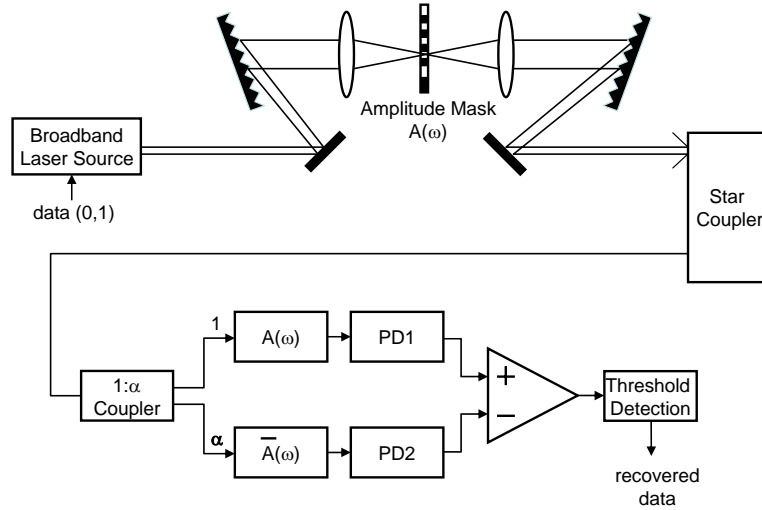 Amplitude Mask
A(ω)
Broadband
Laser Source
data (0,1)
Star
Coupler
1
A(ω)
PD1
+
1:α
Coupler
Threshold
Detection
−
α
A̅(ω)
PD2
recovered
data